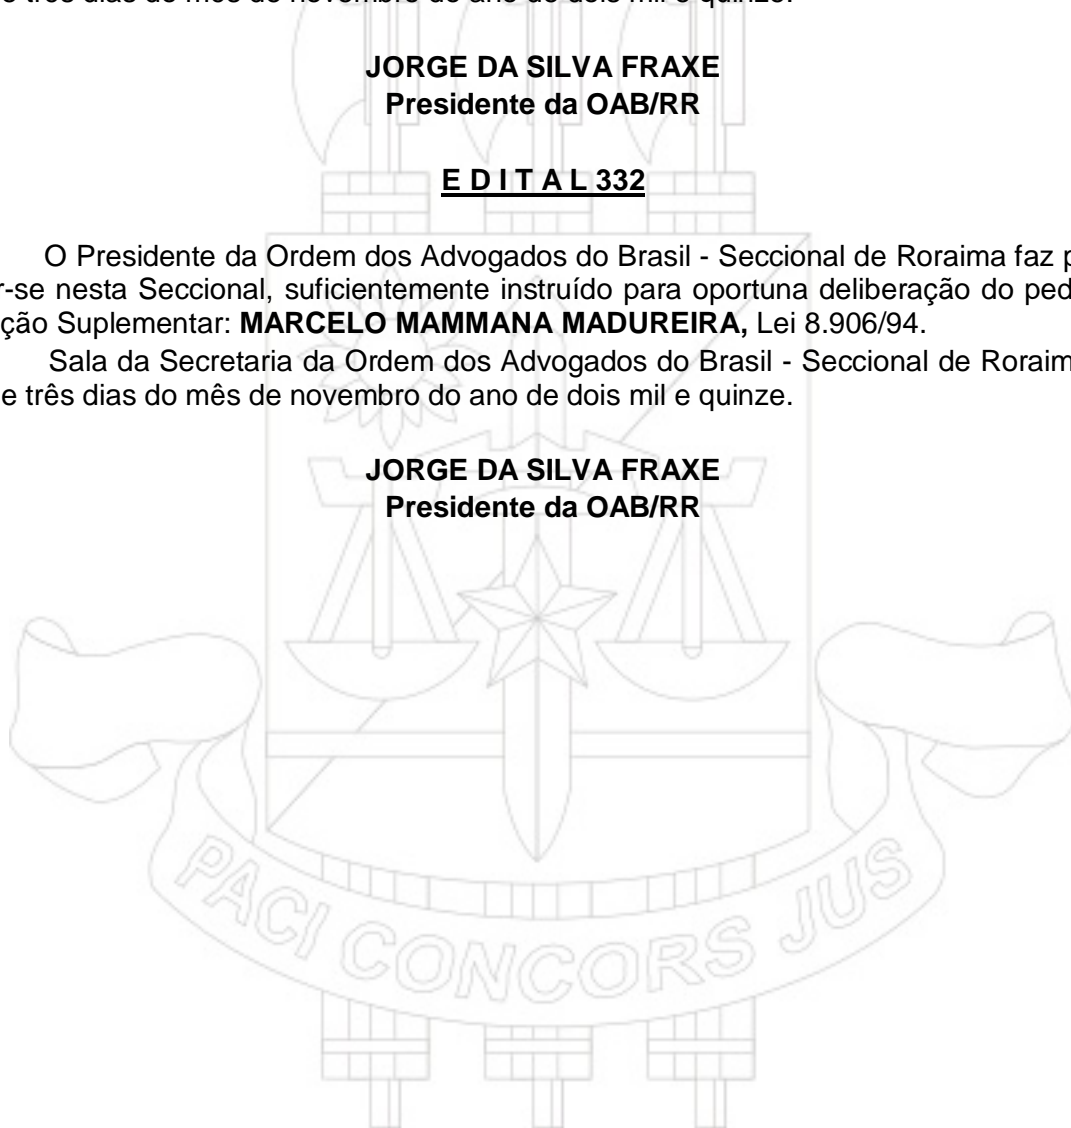 três dias do mês de novembro do ano de dois mil e quinze.
JORGE DA SILVA FRAXE
Presidente da OAB/RR
E D I T A L 332
O Presidente da Ordem dos Advogados do Brasil - Seccional de Roraima faz p
r-se nesta Seccional, suficientemente instruído para oportuna deliberação do ped
ção Suplementar: MARCELO MAMMANA MADUREIRA, Lei 8.906/94.
Sala da Secretaria da Ordem dos Advogados do Brasil - Seccional de Roraim
e três dias do mês de novembro do ano de dois mil e quinze.
JORGE DA SILVA FRAXE
Presidente da OAB/RR
PACI CONCORS JUS